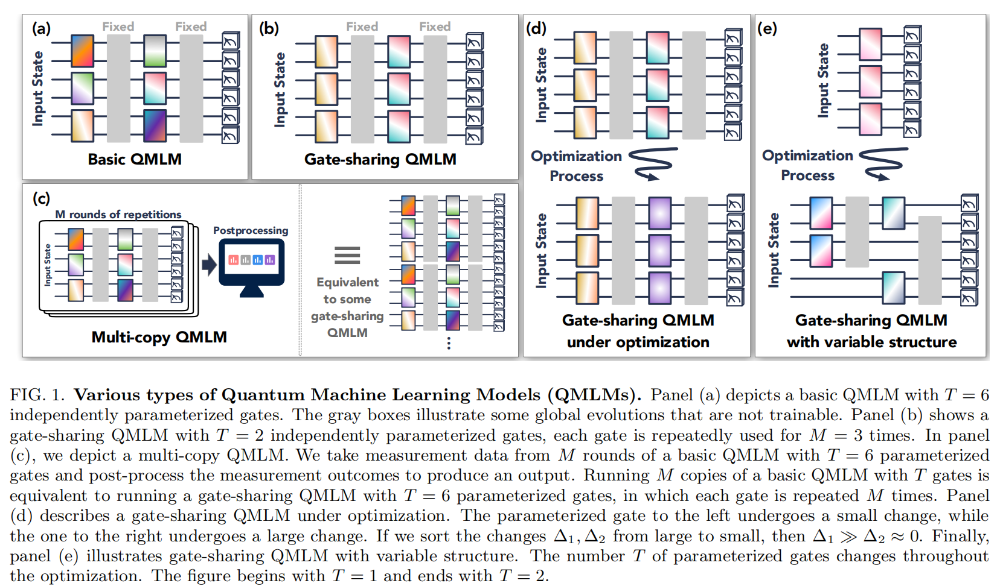 (a)
Fixed
Fixed
Input State
Basic QMLM
(b)
Fixed
Fixed
Input State
Gate-sharing QMLM
(c)
M rounds of repetitions
Input State
Postprocessing
Multi-copy QMLM
Equivalent
to some
gate-sharing
QMLM
(d)
Input State
Optimization
Process
Input State
Gate-sharing QMLM
under optimization
(e)
Input State
Optimization
Process
Input State
Gate-sharing QMLM
with variable structure
FIG. 1. Various types of Quantum Machine Learning Models (QMLMs). Panel (a) depicts a basic QMLM with T = 6
independently parameterized gates. The gray boxes illustrate some global evolutions that are not trainable. Panel (b) shows a
gate-sharing QMLM with T = 2 independently parameterized gates, each gate is repeatedly used for M = 3 times. In panel
(c), we depict a multi-copy QMLM. We take measurement data from M rounds of a basic QMLM with T = 6 parameterized
gates and post-process the measurement outcomes to produce an output. Running M copies of a basic QMLM with T gates is
equivalent to running a gate-sharing QMLM with T = 6 parameterized gates, in which each gate is repeated M times. Panel
(d) describes a gate-sharing QMLM under optimization. The parameterized gate to the left undergoes a small change, while
the one to the right undergoes a large change. If we sort the changes Δ₁, Δ₂ from large to small, then Δ₁ ≫ Δ₂ ≈ 0. Finally,
panel (e) illustrates gate-sharing QMLM with variable structure. The number T of parameterized gates changes throughout
the optimization. The figure begins with T = 1 and ends with T = 2.